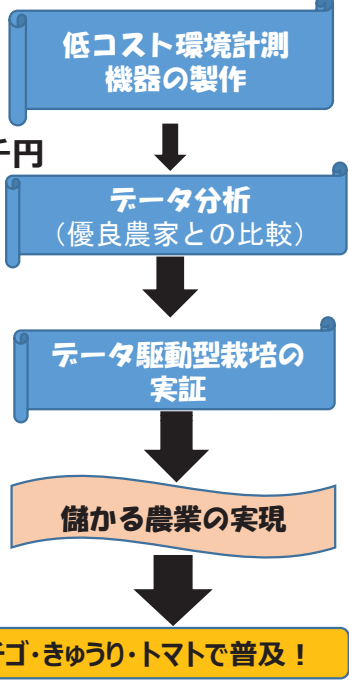 低コスト環境計測
機器の製作
千円
データ分析
（優良農家との比較）
データ駆動型栽培の
実証
儲かる農業の実現
チゴ・きゅうり・トマトで普及！